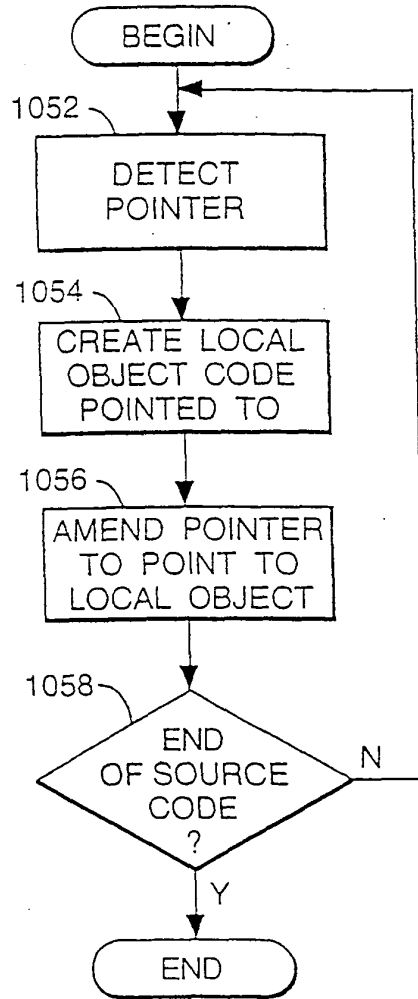 BEGIN
1052
DETECT
POINTER
1054
CREATE LOCAL
OBJECT CODE
POINTED TO
1056
AMEND POINTER
TO POINT TO
LOCAL OBJECT
1058
END
OF SOURCE
CODE
?
N
Y
END